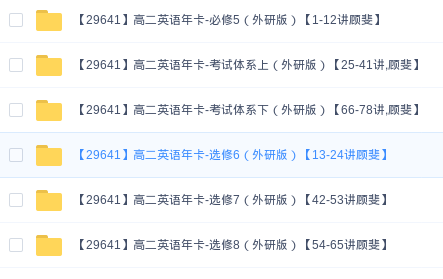 【29641】高二英语年卡-必修5（外研版）【1-12讲顾斐】
【29641】高二英语年卡-考试体系上（外研版）【25-41讲,顾斐】
【29641】高二英语年卡-考试体系下（外研版）【66-78讲,顾斐】
【29641】高二英语年卡-选修6（外研版）【13-24讲顾斐】
【29641】高二英语年卡-选修7（外研版）【42-53讲顾斐】
【29641】高二英语年卡-选修8（外研版）【54-65讲顾斐】